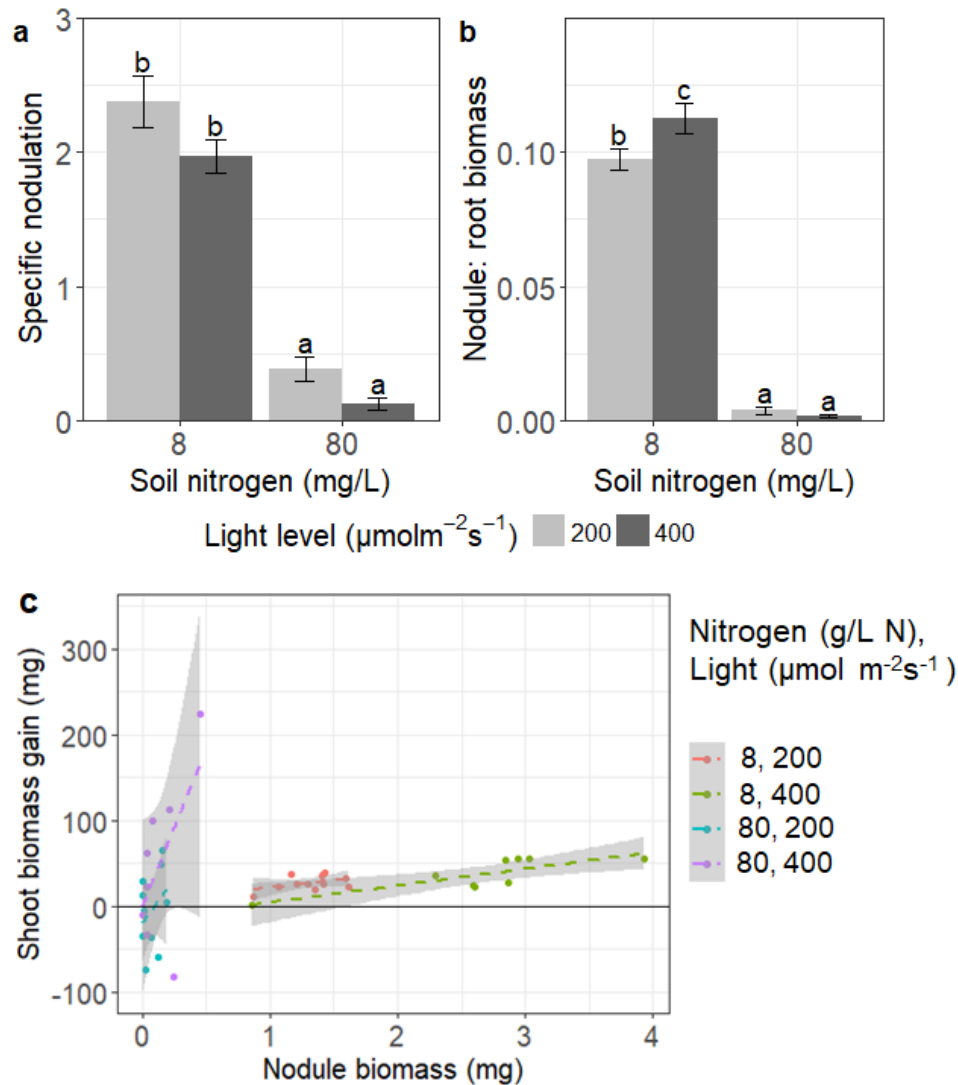 a
3
2
1
0
Specific nodulation
b
b
a
a
8
80
Soil nitrogen (mg/L)
b
0.10
0.05
0.00
Nodule: root biomass
b
c
a
a
8
80
Soil nitrogen (mg/L)
Light level (µmolm⁻²s⁻¹) 200 400
c
300
200
100
0
-100
Shoot biomass gain (mg)
0 1 2 3 4
Nodule biomass (mg)
Nitrogen (g/L N),
Light (µmol m⁻²s⁻¹ )
8, 200
8, 400
80, 200
80, 400